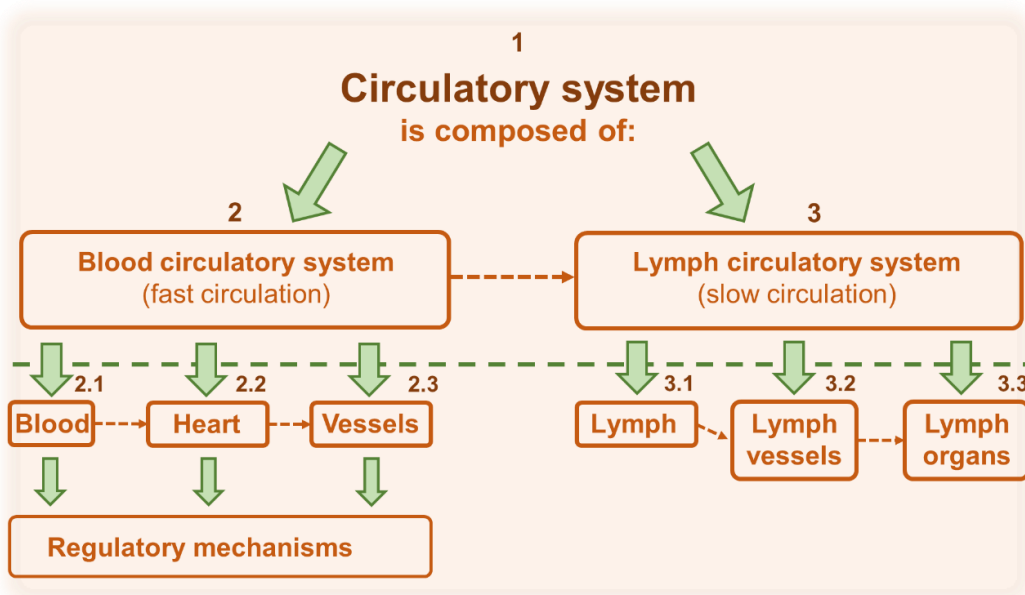 1
Circulatory system
is composed of:
2
3
Blood circulatory system
(fast circulation)
Lymph circulatory system
(slow circulation)
2.1
2.2
2.3
3.1
3.2
3.3
Blood
Heart
Vessels
Lymph
Lymph
vessels
Lymph
organs
Regulatory mechanisms